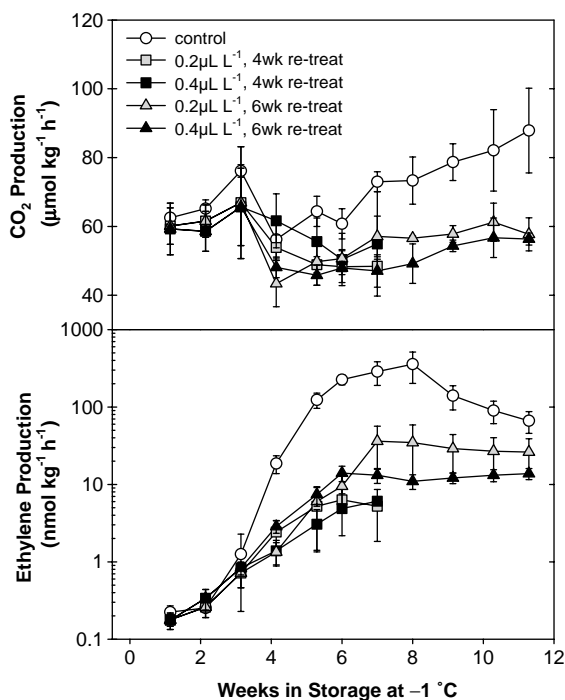 control
0.2µL L⁻¹, 4wk re-treat
0.4µL L⁻¹, 4wk re-treat
0.2µL L⁻¹, 6wk re-treat
0.4µL L⁻¹, 6wk re-treat
CO₂ Production
(µmol kg⁻¹ h⁻¹)
120
100
80
60
40
Ethylene Production
(nmol kg⁻¹ h⁻¹)
1000
100
10
1
0.1
0 2 4 6 8 10 12
Weeks in Storage at –1 ˚C